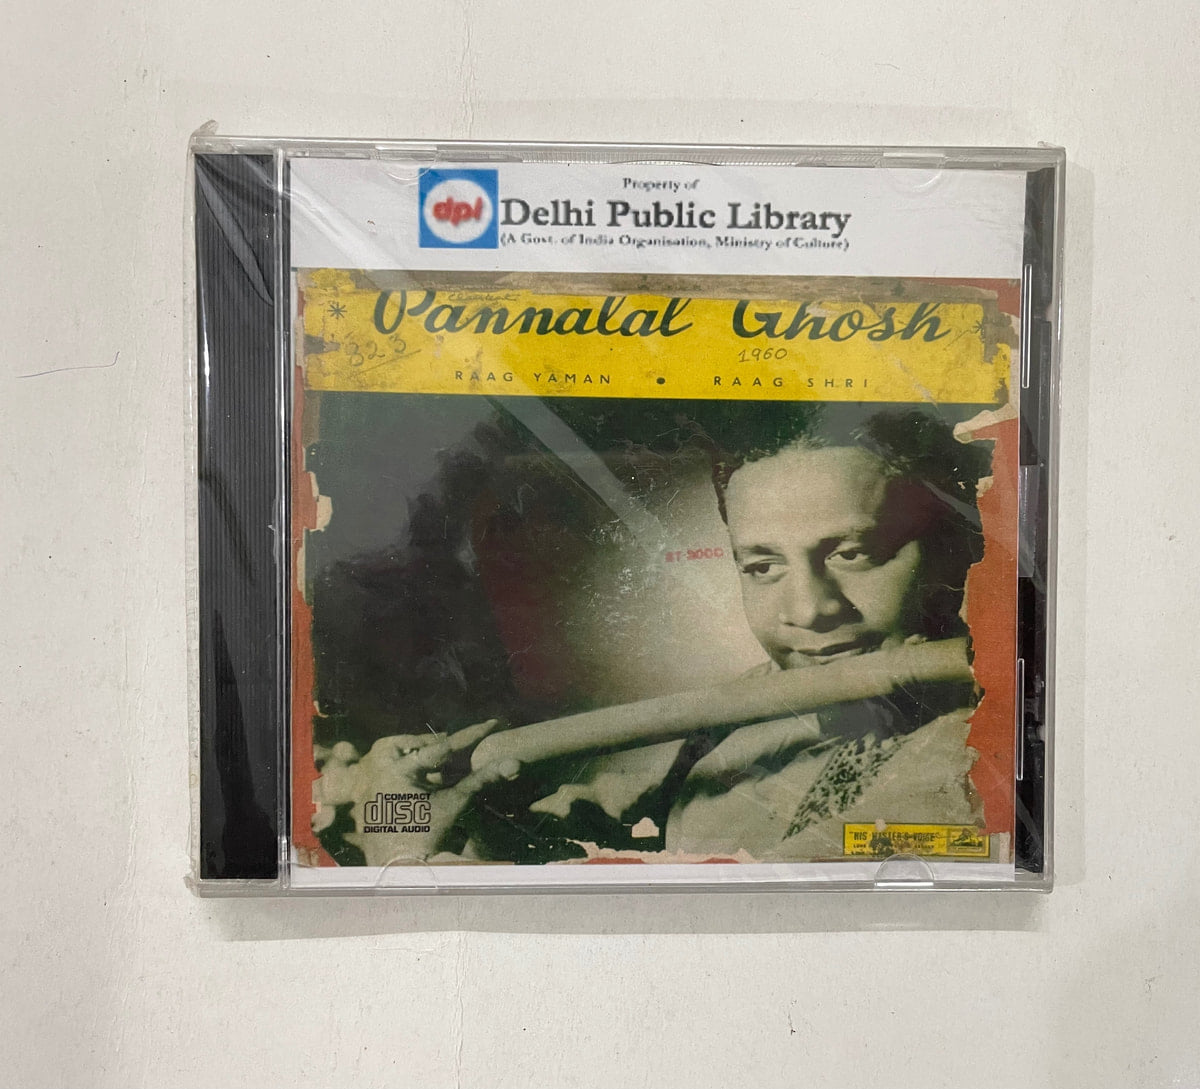 Property of
dpl
Delhi Public Library
(A Govt. of India Organisation, Ministry of Culture)
Pannalal Ghosh
323
1960
RAAG YAMAN • RAAG SHRI
COMPACT
disc
DIGITAL AUDIO
"HIS MASTER'S VOICE"